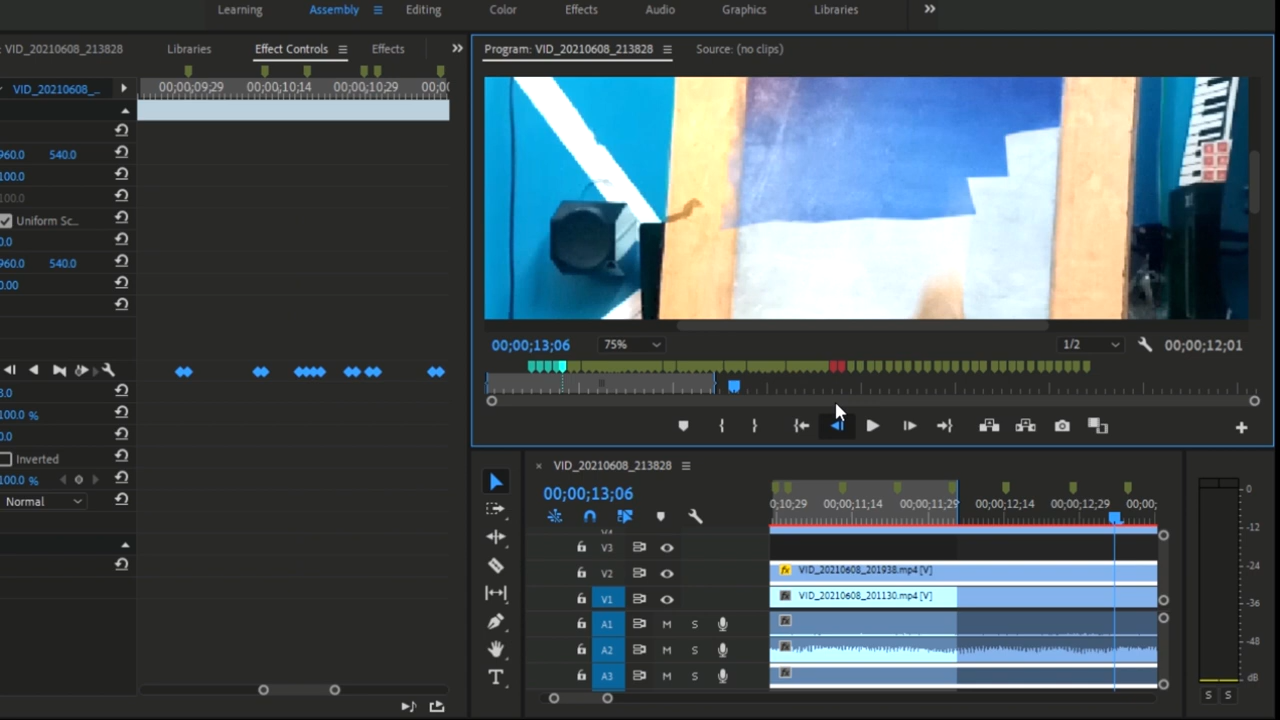 Learning Assembly Editing Color Effects Audio Graphics Libraries
: VID_20210608_213828 Libraries Effect Controls Effects
Program: VID_20210608_213828 Source: (no clips)
VID_20210608_...
00;00;09;29 00;00;10;14 00;00;10;29 00;00
960.0 540.0
100.0
100.0
Uniform Sc...
0.0
960.0 540.0
0.00
00;00;13;06 75% 1/2 00;00;12;01
3.0
100.0 %
0.0
Inverted
100.0 %
Normal
VID_20210608_213828
00;00;13;06
0;10;29 00;00;11;14 00;00;11;29 00;00;12;14 00;00;12;29 00;00;
V3
V2 VID_20210608_201938.mp4 [V]
V1 VID_20210608_201130.mp4 [V]
A1 M S
A2 M S
A3 M S
0
-12
-24
-36
-48
dB
S S